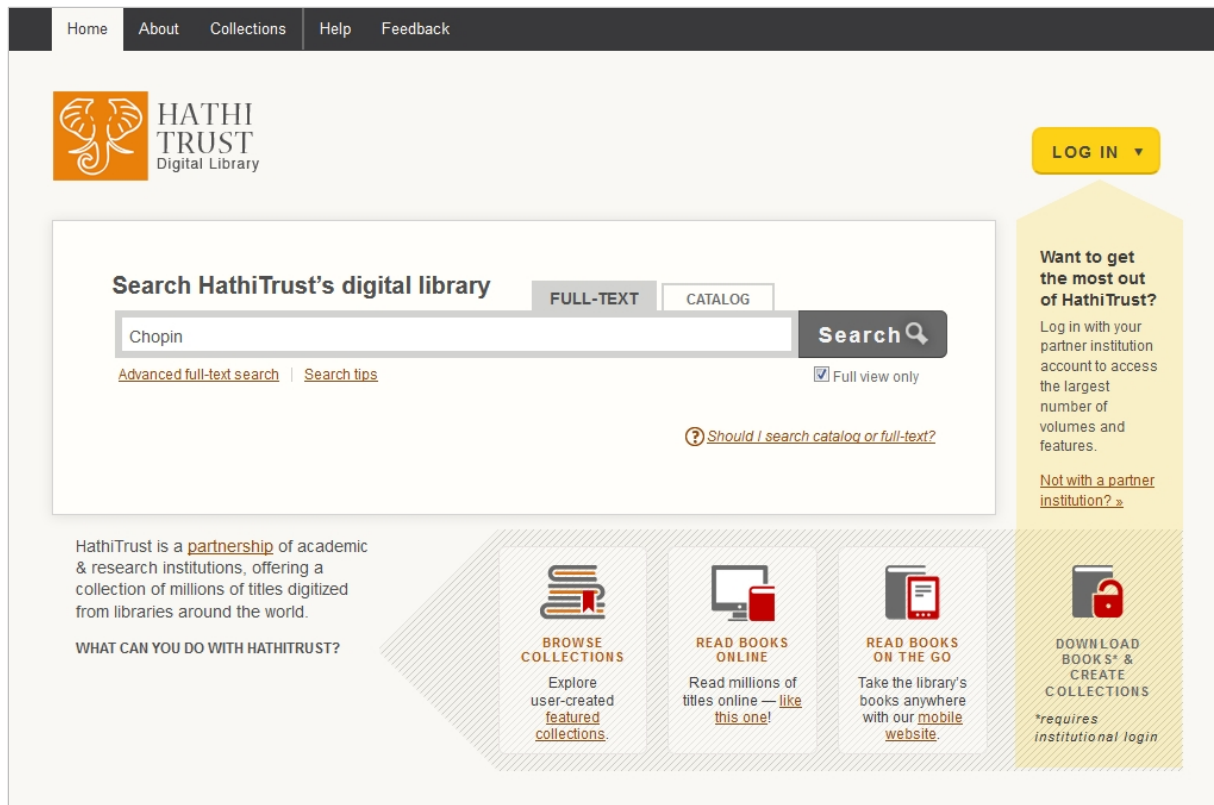 Home About Collections Help Feedback
HATHI
TRUST
Digital Library
LOG IN ▼
Search HathiTrust's digital library
FULL-TEXT CATALOG
Chopin
Search
Advanced full-text search Search tips
Full view only
? Should I search catalog or full-text?
Want to get
the most out
of HathiTrust?
Log in with your
partner institution
account to access
the largest
number of
volumes and
features.
Not with a partner
institution? »
HathiTrust is a partnership of academic
& research institutions, offering a
collection of millions of titles digitized
from libraries around the world.
WHAT CAN YOU DO WITH HATHITRUST?
BROWSE
COLLECTIONS
Explore
user-created
featured
collections.
READ BOOKS
ONLINE
Read millions of
titles online — like
this one!
READ BOOKS
ON THE GO
Take the library's
books anywhere
with our mobile
website.
DOWNLOAD
BOOKS* &
CREATE
COLLECTIONS
*requires
institutional login